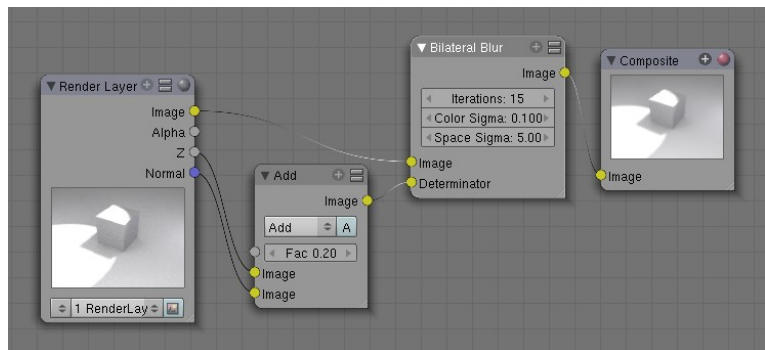 Render Layer
Image
Alpha
Z
Normal
1 RenderLay
Add
Image
Add
A
Fac 0.20
Image
Image
Bilateral Blur
Image
Iterations: 15
Color Sigma: 0.100
Space Sigma: 5.00
Image
Determinator
Composite
Image